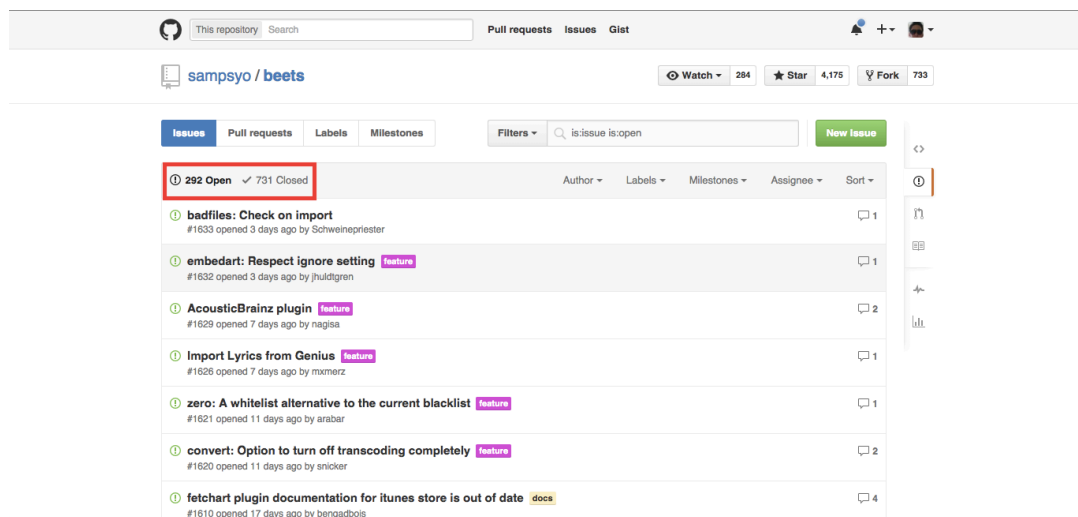 This repository Search Pull requests Issues Gist
sampsyo / beets Watch 284 Star 4,175 Fork 733
Issues Pull requests Labels Milestones Filters is:issue is:open New issue
292 Open 731 Closed Author Labels Milestones Assignee Sort
badfiles: Check on import 1
#1633 opened 3 days ago by Schweinepriester
embedart: Respect ignore setting feature 1
#1632 opened 3 days ago by jhuldtgren
AcousticBrainz plugin feature 2
#1629 opened 7 days ago by nagisa
Import Lyrics from Genius feature 1
#1626 opened 7 days ago by mxmerz
zero: A whitelist alternative to the current blacklist feature 1
#1621 opened 11 days ago by arabar
convert: Option to turn off transcoding completely feature 2
#1620 opened 11 days ago by snicker
fetchart plugin documentation for itunes store is out of date docs 4
#1610 opened 17 days ago by bengadbois